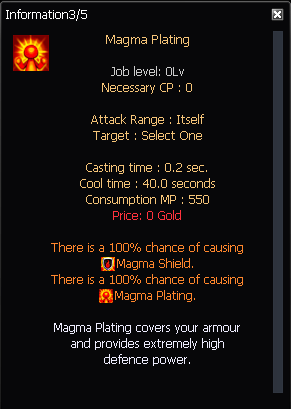 Information3/5
Magma Plating
Job level: 0Lv
Necessary CP : 0
Attack Range : Itself
Target : Select One
Casting time : 0.2 sec.
Cool time : 40.0 seconds
Consumption MP : 550
Price: 0 Gold
There is a 100% chance of causing
Magma Shield.
There is a 100% chance of causing
Magma Plating.
Magma Plating covers your armour
and provides extremely high
defence power.